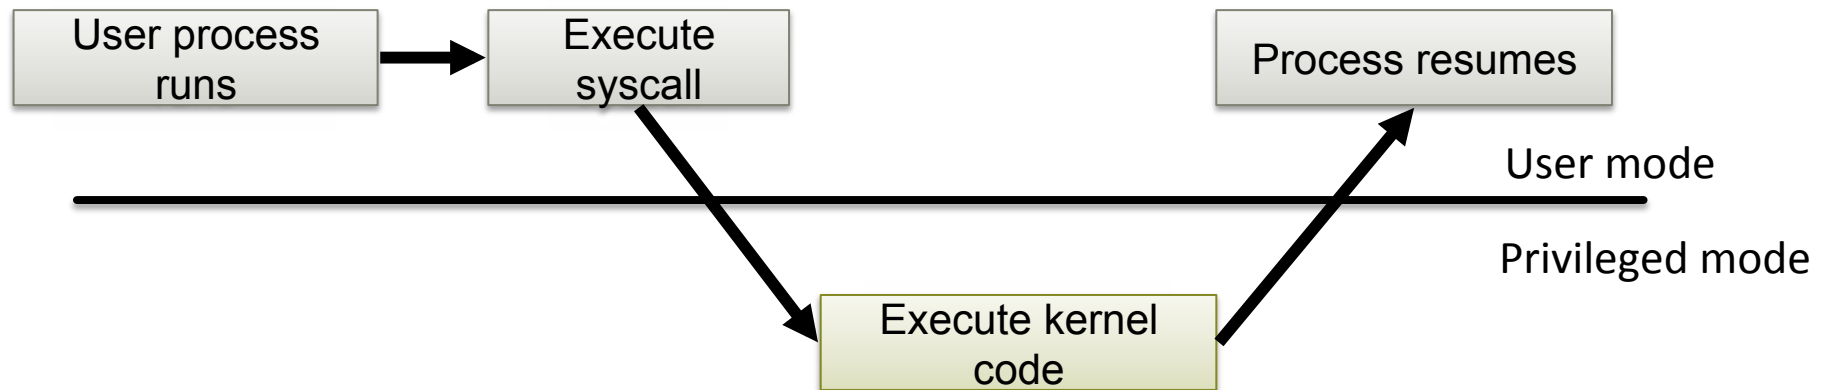 User process
runs
Execute
syscall
Process resumes
User mode
Privileged mode
Execute kernel
code